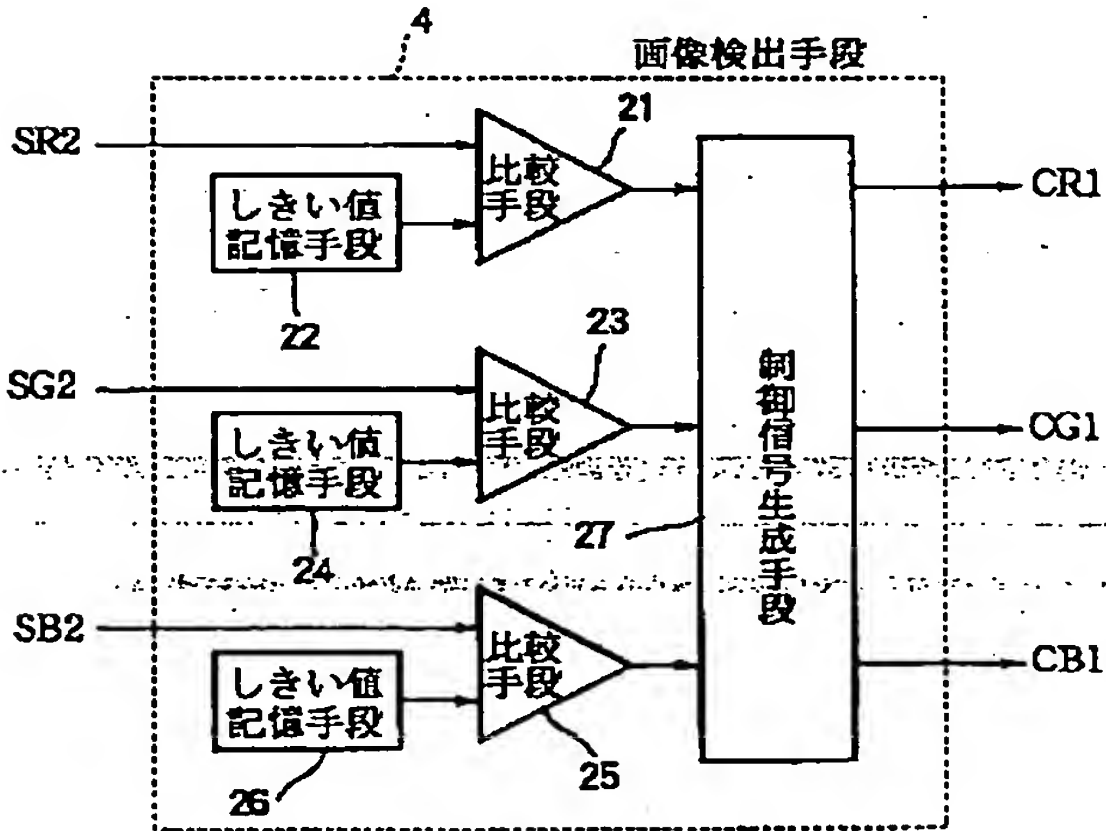 4
画像検出手段
21
SR2
比較
手段
CR1
しきい値
記憶手段
22
23
SG2
比較
手段
CG1
しきい値
記憶手段
24
27
制御信号生成手段
SB2
比較
手段
CB1
しきい値
記憶手段
26
25